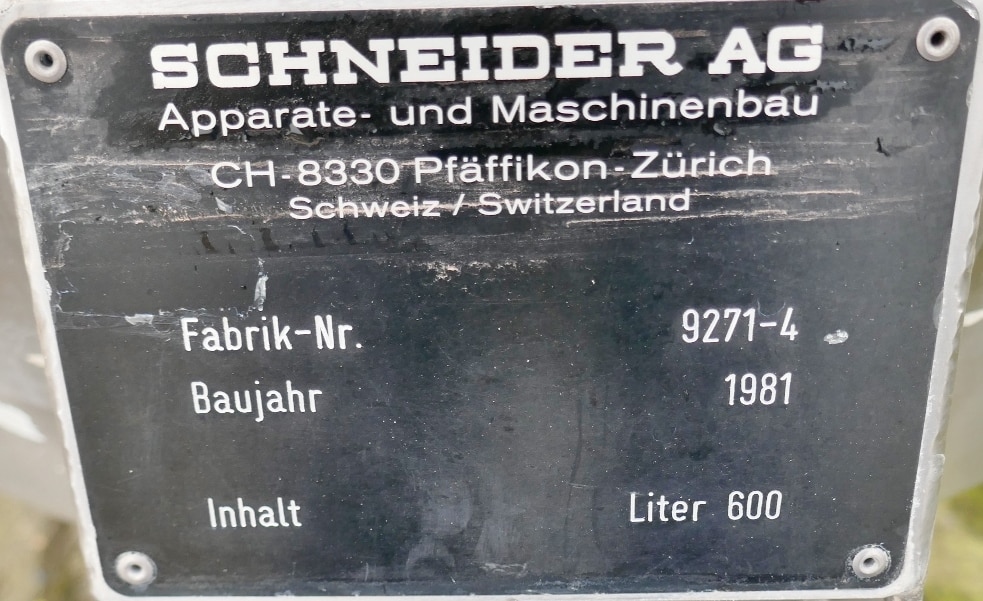 SCHNEIDER AG
Apparate- und Maschinenbau
CH-8330 Pfäffikon-Zürich
Schweiz / Switzerland
Fabrik-Nr. 9271-4
Baujahr 1981
Inhalt Liter 600